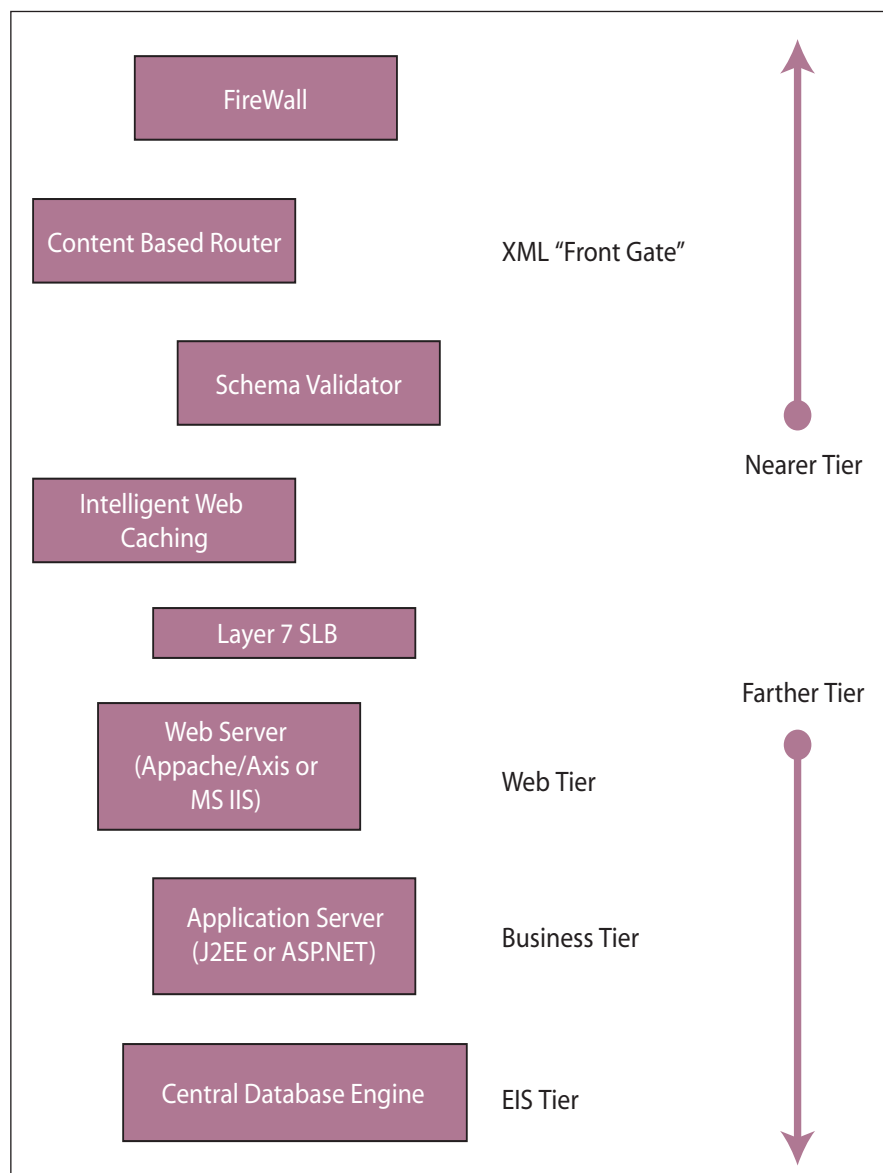 FireWall
Content Based Router
XML “Front Gate”
Schema Validator
Nearer Tier
Intelligent Web
Caching
Layer 7 SLB
Farther Tier
Web Server
(Appache/Axis or
MS IIS)
Web Tier
Application Server
(J2EE or ASP.NET)
Business Tier
Central Database Engine
EIS Tier